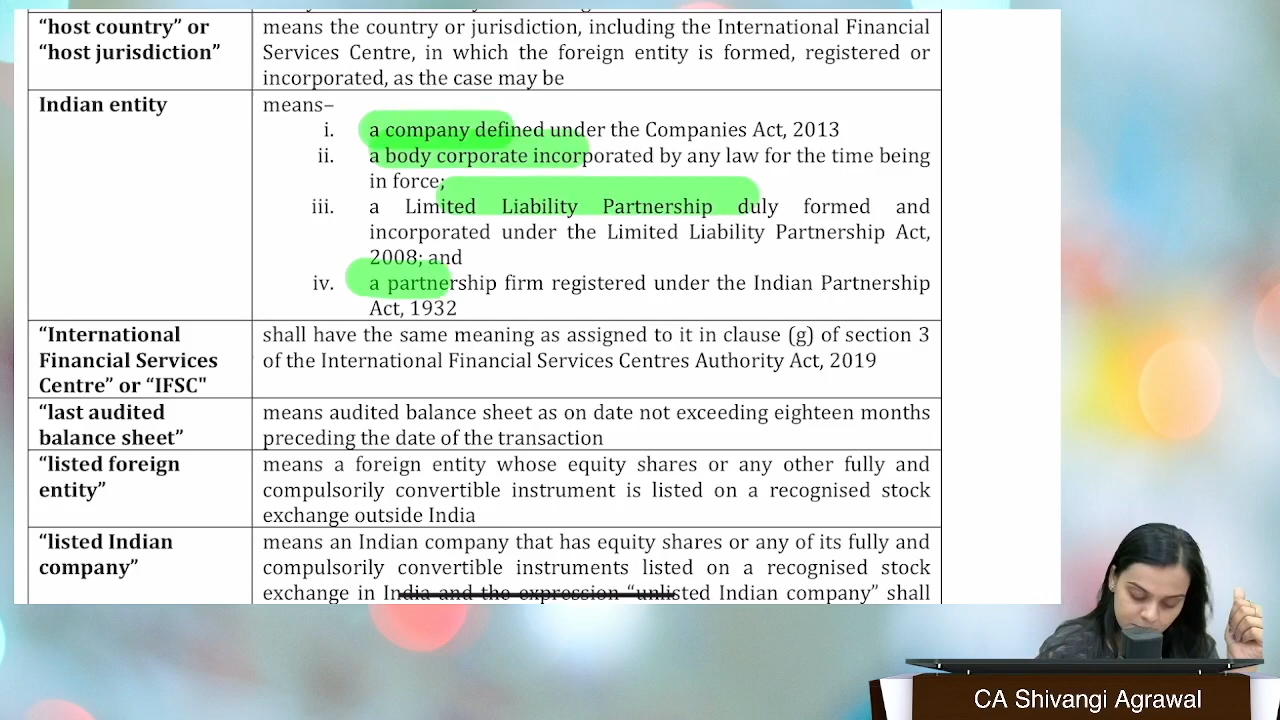 “host country” or
“host jurisdiction”
means the country or jurisdiction, including the International Financial
Services Centre, in which the foreign entity is formed, registered or
incorporated, as the case may be
Indian entity
means–
i. a company defined under the Companies Act, 2013
ii. a body corporate incorporated by any law for the time being
in force;
iii. a Limited Liability Partnership duly formed and
incorporated under the Limited Liability Partnership Act,
2008; and
iv. a partnership firm registered under the Indian Partnership
Act, 1932
“International
Financial Services
Centre” or “IFSC"
shall have the same meaning as assigned to it in clause (g) of section 3
of the International Financial Services Centres Authority Act, 2019
“last audited
balance sheet”
means audited balance sheet as on date not exceeding eighteen months
preceding the date of the transaction
“listed foreign
entity”
means a foreign entity whose equity shares or any other fully and
compulsorily convertible instrument is listed on a recognised stock
exchange outside India
“listed Indian
company”
means an Indian company that has equity shares or any of its fully and
compulsorily convertible instruments listed on a recognised stock
exchange in India and the expression “unlisted Indian company” shall
CA Shivangi Agrawal